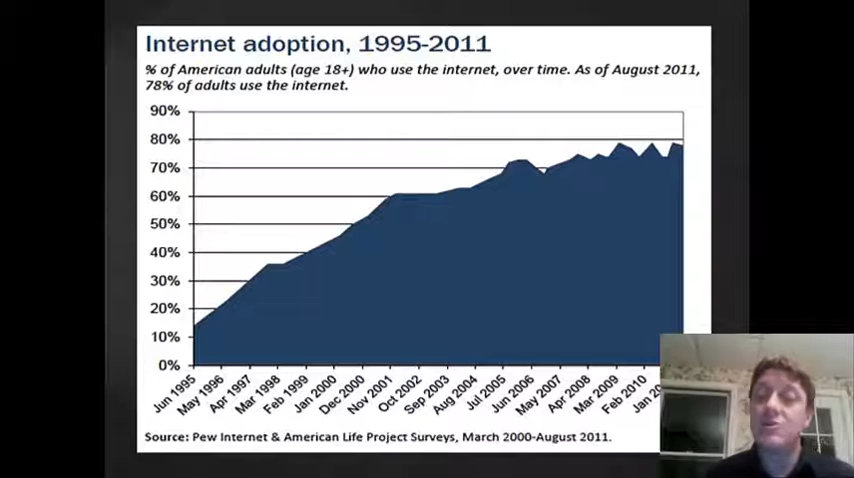 Internet adoption, 1995-2011
% of American adults (age 18+) who use the internet, over time. As of August 2011,
78% of adults use the internet.
90%
80%
70%
60%
50%
40%
30%
20%
10%
0%
Jun 1995
May 1996
Apr 1997
Mar 1998
Feb 1999
Jan 2000
Dec 2000
Nov 2001
Oct 2002
Sep 2003
Aug 2004
Jul 2005
Jun 2006
May 2007
Apr 2008
Mar 2009
Feb 2010
Jan
Source: Pew Internet & American Life Project Surveys, March 2000-August 2011.